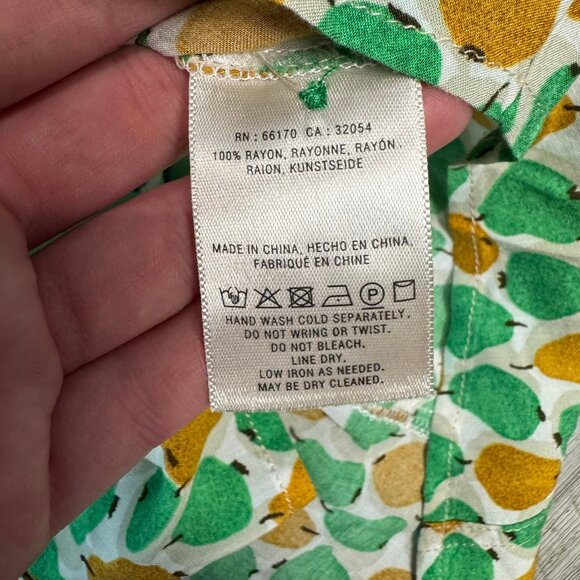 RN : 66170 CA : 32054
100% RAYON, RAYONNE, RAYÓN,
RAION, KUNSTSEIDE
MADE IN CHINA, HECHO EN CHINA,
FABRIQUÉ EN CHINE
HAND WASH COLD SEPARATELY.
DO NOT WRING OR TWIST.
DO NOT BLEACH.
LINE DRY.
LOW IRON AS NEEDED.
MAY BE DRY CLEANED.